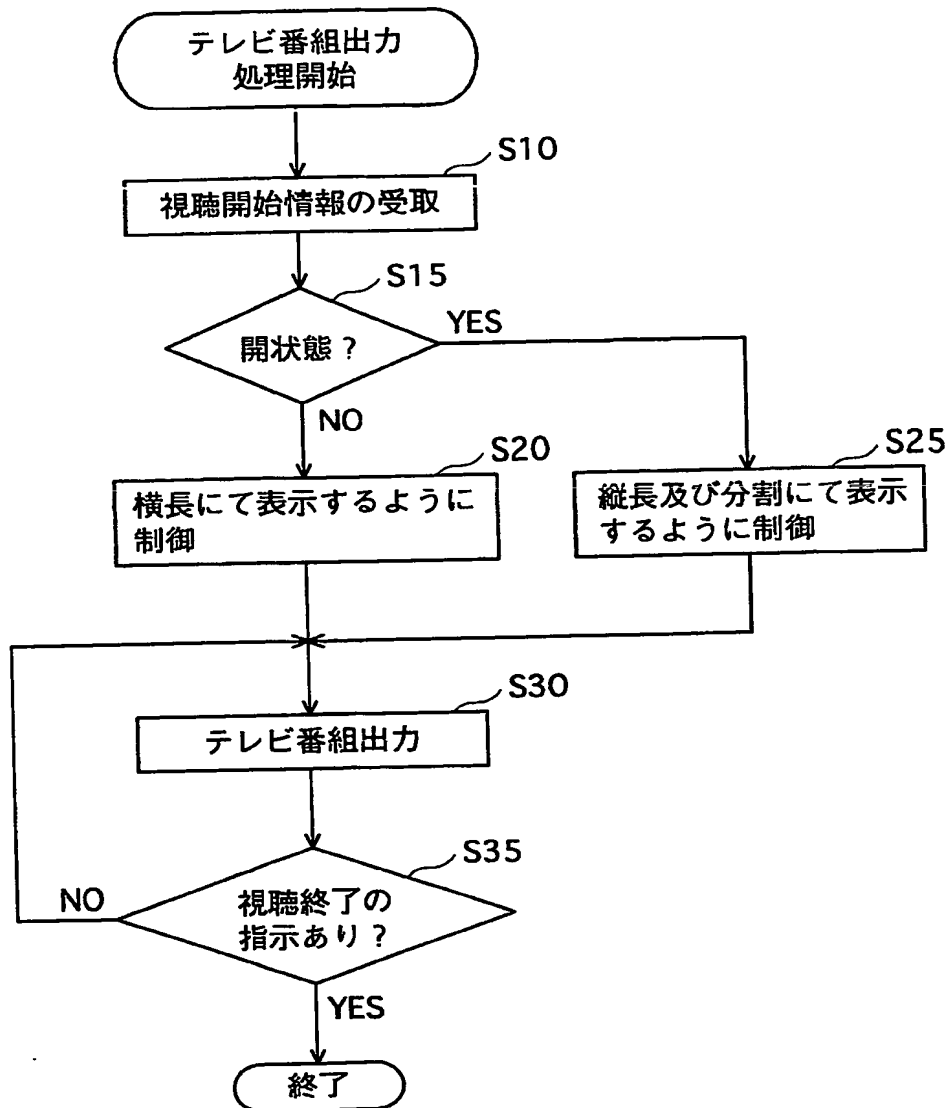 テレビ番組出力
処理開始
S10
視聴開始情報の受取
S15
開状態？
YES
NO
S20
横長にて表示するように
制御
S25
縦長及び分割にて表示
するように制御
S30
テレビ番組出力
S35
視聴終了の
指示あり？
NO
YES
終了